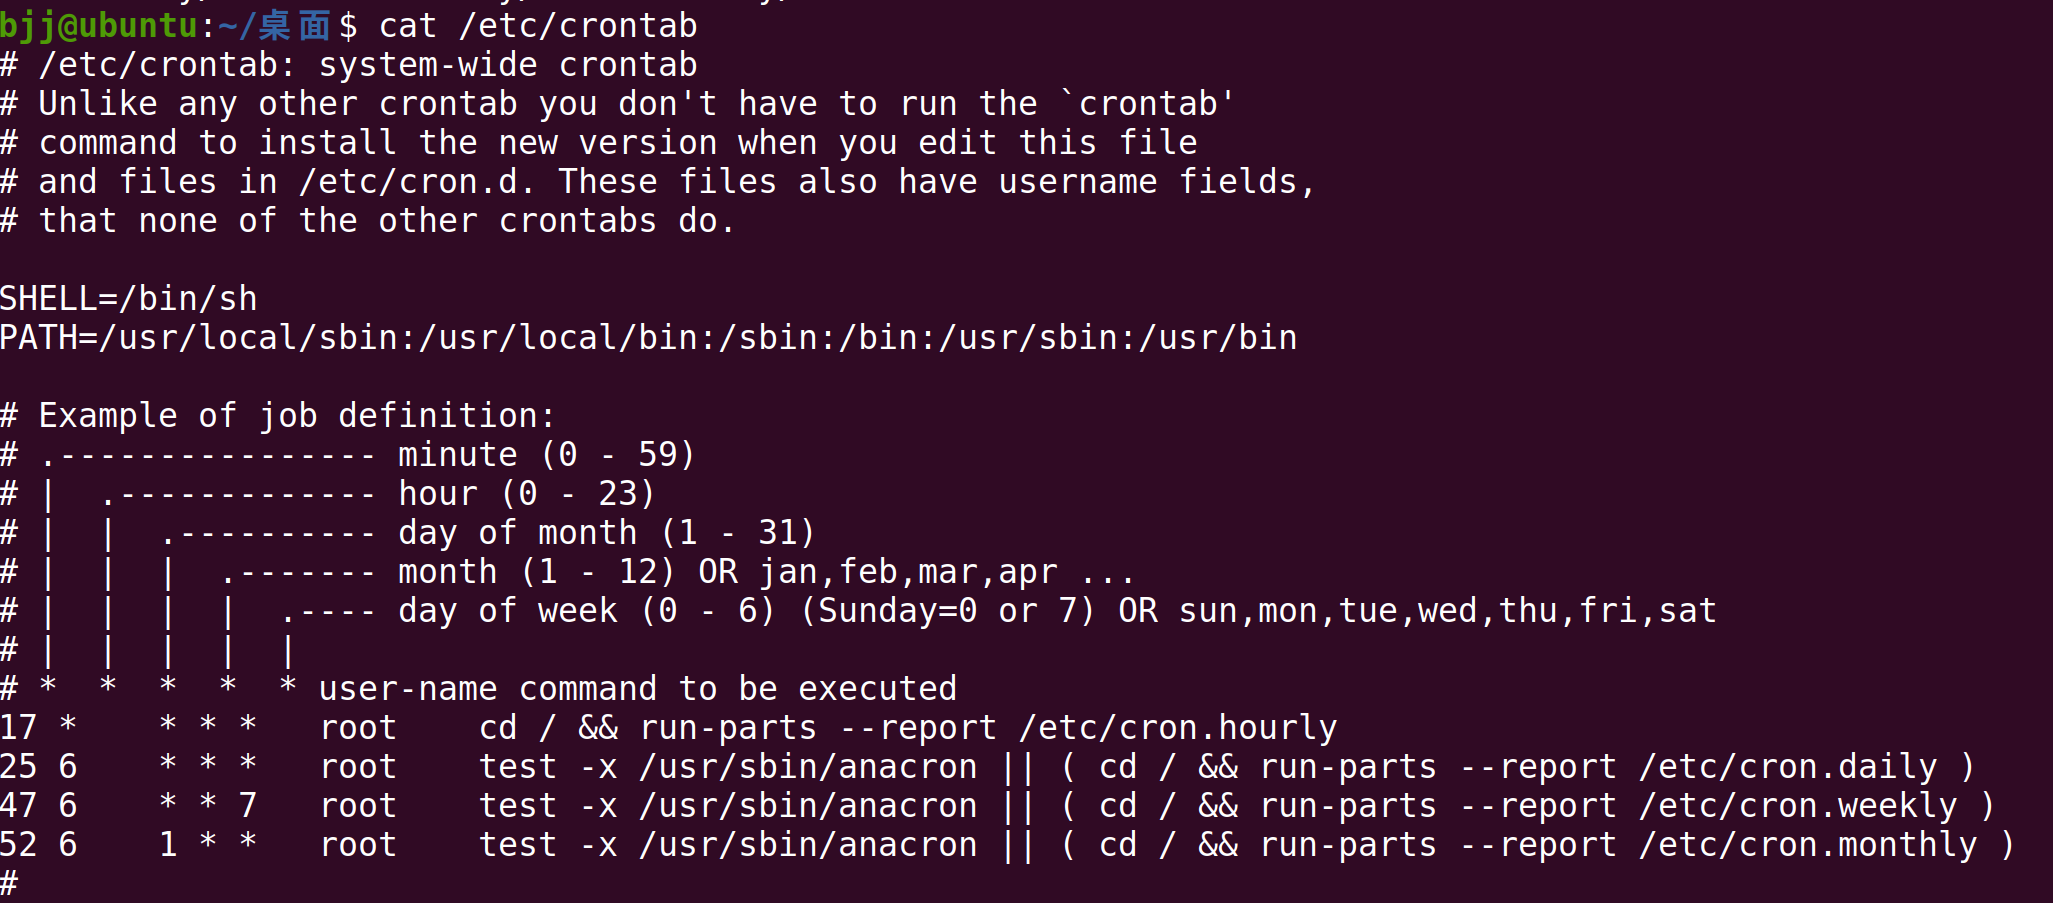 bjj@ubuntu:~/桌面$ cat /etc/crontab
# /etc/crontab: system-wide crontab
# Unlike any other crontab you don't have to run the `crontab'
# command to install the new version when you edit this file
# and files in /etc/cron.d. These files also have username fields,
# that none of the other crontabs do.

SHELL=/bin/sh
PATH=/usr/local/sbin:/usr/local/bin:/sbin:/bin:/usr/sbin:/usr/bin

# Example of job definition:
# .---------------- minute (0 - 59)
# |  .------------- hour (0 - 23)
# |  |  .---------- day of month (1 - 31)
# |  |  |  .------- month (1 - 12) OR jan,feb,mar,apr ...
# |  |  |  |  .---- day of week (0 - 6) (Sunday=0 or 7) OR sun,mon,tue,wed,thu,fri,sat
# |  |  |  |  |
# *  *  *  *  * user-name command to be executed
17 *    * * *   root    cd / && run-parts --report /etc/cron.hourly
25 6    * * *   root    test -x /usr/sbin/anacron || ( cd / && run-parts --report /etc/cron.daily )
47 6    * * 7   root    test -x /usr/sbin/anacron || ( cd / && run-parts --report /etc/cron.weekly )
52 6    1 * *   root    test -x /usr/sbin/anacron || ( cd / && run-parts --report /etc/cron.monthly )
#